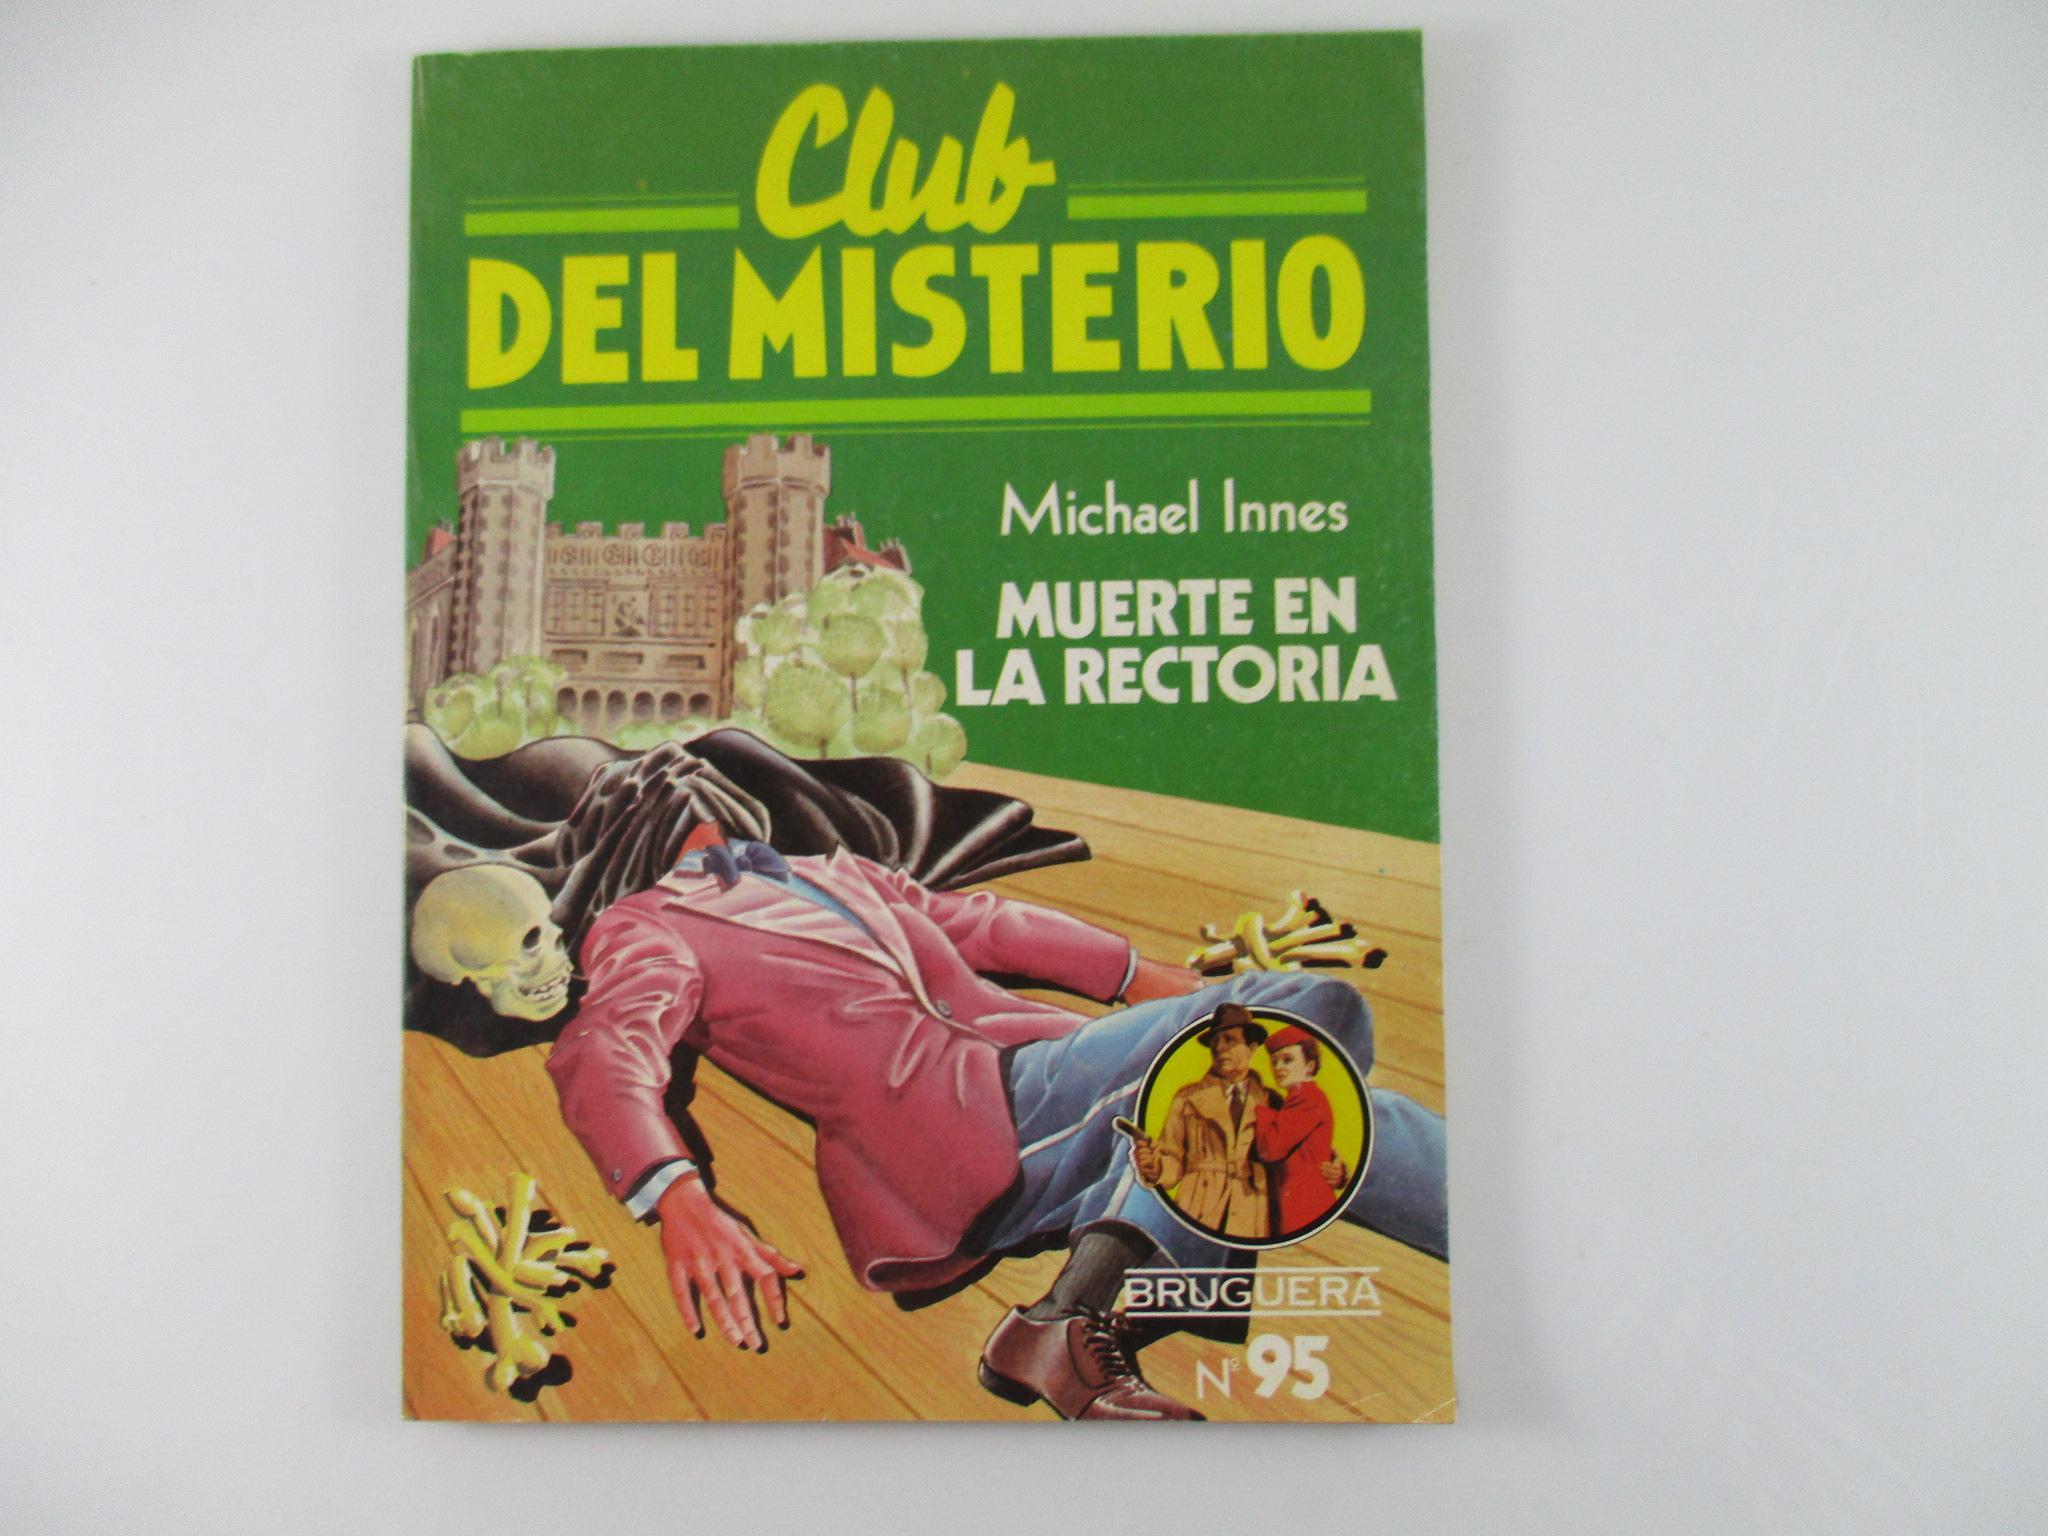 Club
DEL MISTERIO
Michael Innes
MUERTE EN
LA RECTORIA
BRUGUERA
Nº 95